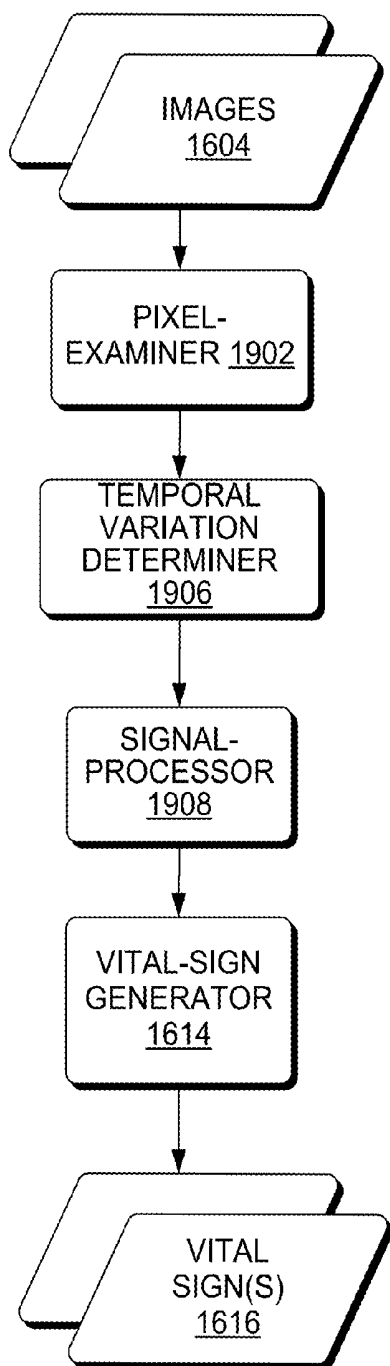 IMAGES
1604
PIXEL-
EXAMINER 1902
TEMPORAL
VARIATION
DETERMINER
1906
SIGNAL-
PROCESSOR
1908
VITAL-SIGN
GENERATOR
1614
VITAL
SIGN(S)
1616